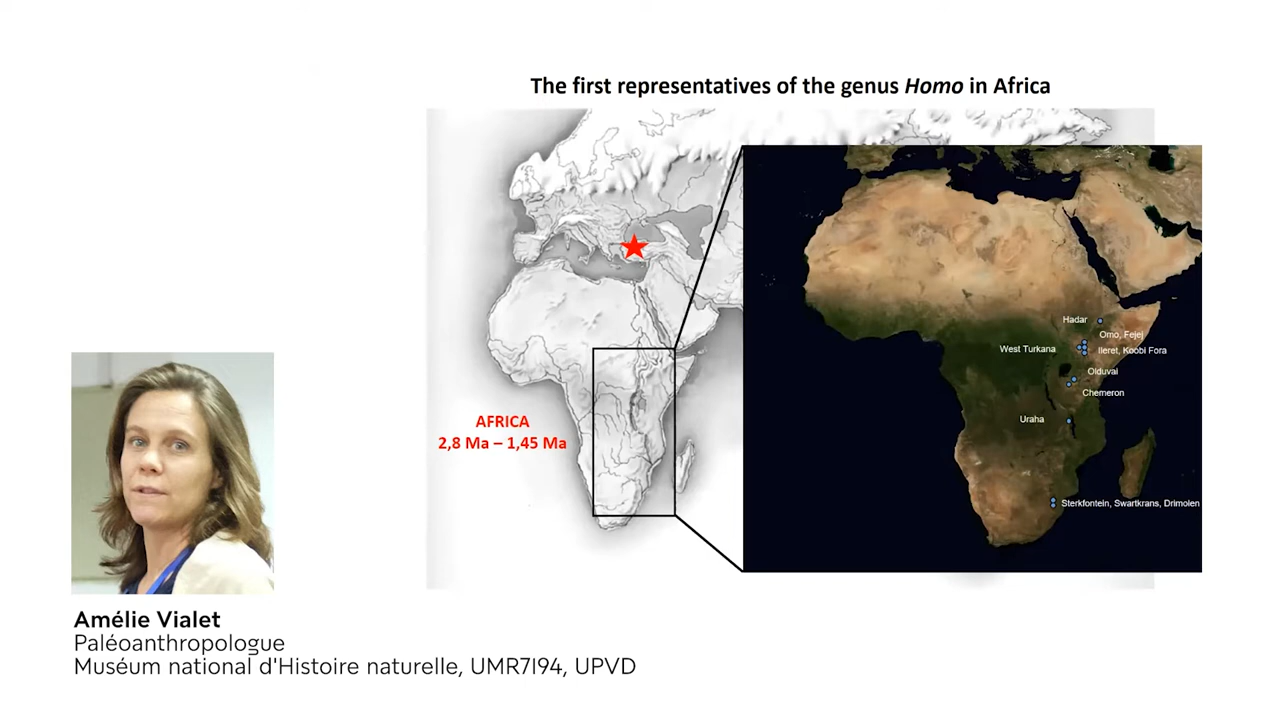 The first representatives of the genus Homo in Africa
AFRICA
2,8 Ma – 1,45 Ma
Hadar
Omo, Fejej
West Turkana
Ileret, Koobi Fora
Olduvai
Chemeron
Uraha
Sterkfontein, Swartkrans, Drimolen
Amélie Vialet
Paléoanthropologue
Muséum national d'Histoire naturelle, UMR7194, UPVD